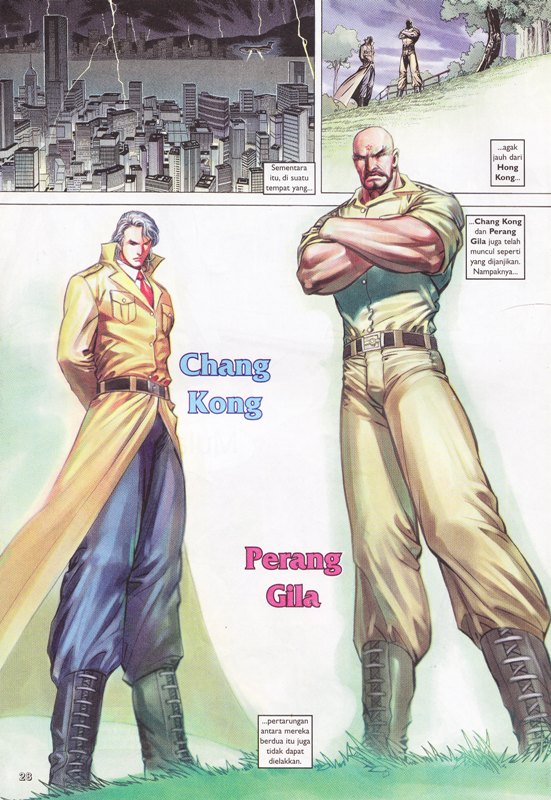 Sementara
itu, di suatu
tempat yang...
...agak
jauh dari
Hong
Kong...
...Chang Kong
dan Perang
Gila juga telah
muncul seperti
yang dijanjikan.
Nampaknya...
Chang
Kong
Perang
Gila
...pertarungan
antara mereka
berdua itu juga
tidak dapat
dielakkan.
28